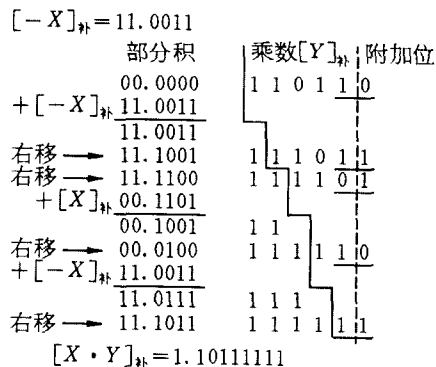 [-X]补=11.0011
部分积 乘数[Y]补 附加位
00.0000 1 1 0 1 1 0
+[-X]补 11.0011
11.0011
右移 → 11.1001 1 1 1 0 1 1
右移 → 11.1100 1 1 1 1 0 1
+[X]补 00.1101
00.1001 1 1
右移 → 00.0100 1 1 1 1 1 0
+[-X]补 11.0011
11.0111 1 1 1
右移 → 11.1011 1 1 1 1 1 1
[X·Y]补=1.10111111